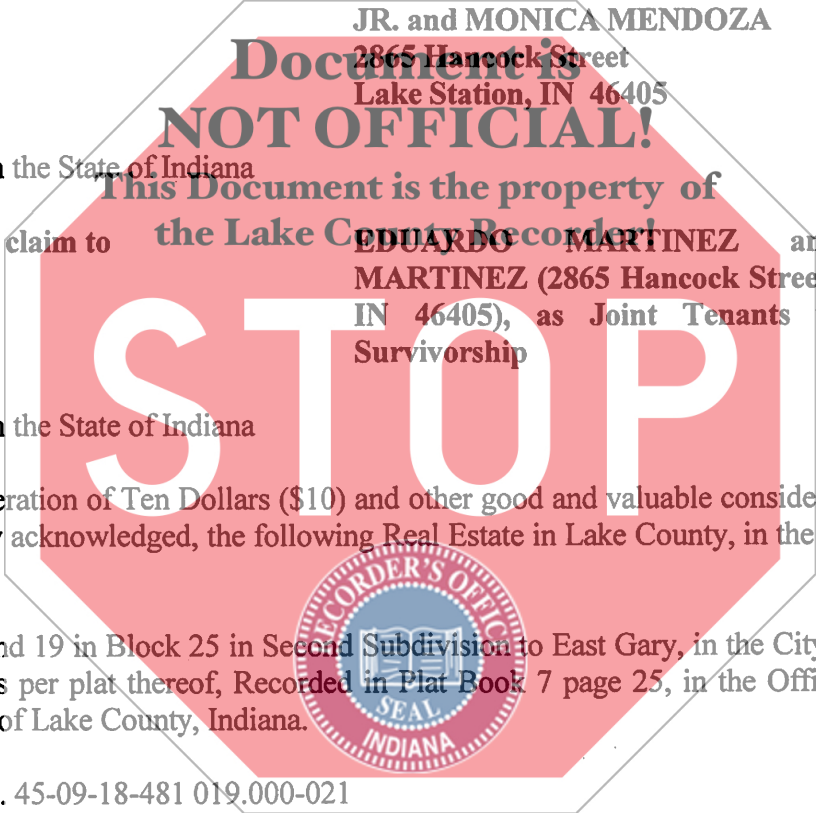 JR. and MONICA MENDOZA
2865 Hancock Street
Document is
Lake Station, IN 46405
NOT OFFICIAL!
the State of Indiana
This Document is the property of
the Lake County Recorder!
claim to EDUARDO MARTINEZ
MARTINEZ (2865 Hancock Stree
IN 46405), as Joint Tenants
Survivorship
STOP
the State of Indiana
eration of Ten Dollars ($10) and other good and valuable conside
acknowledged, the following Real Estate in Lake County, in the
RECORDER'S OFFICE
nd 19 in Block 25 in Second Subdivision to East Gary, in the City
s per plat thereof, Recorded in Plat Book 7 page 25, in the Offi
of Lake County, Indiana.
SEAL
INDIANA
. 45-09-18-481 019.000-021